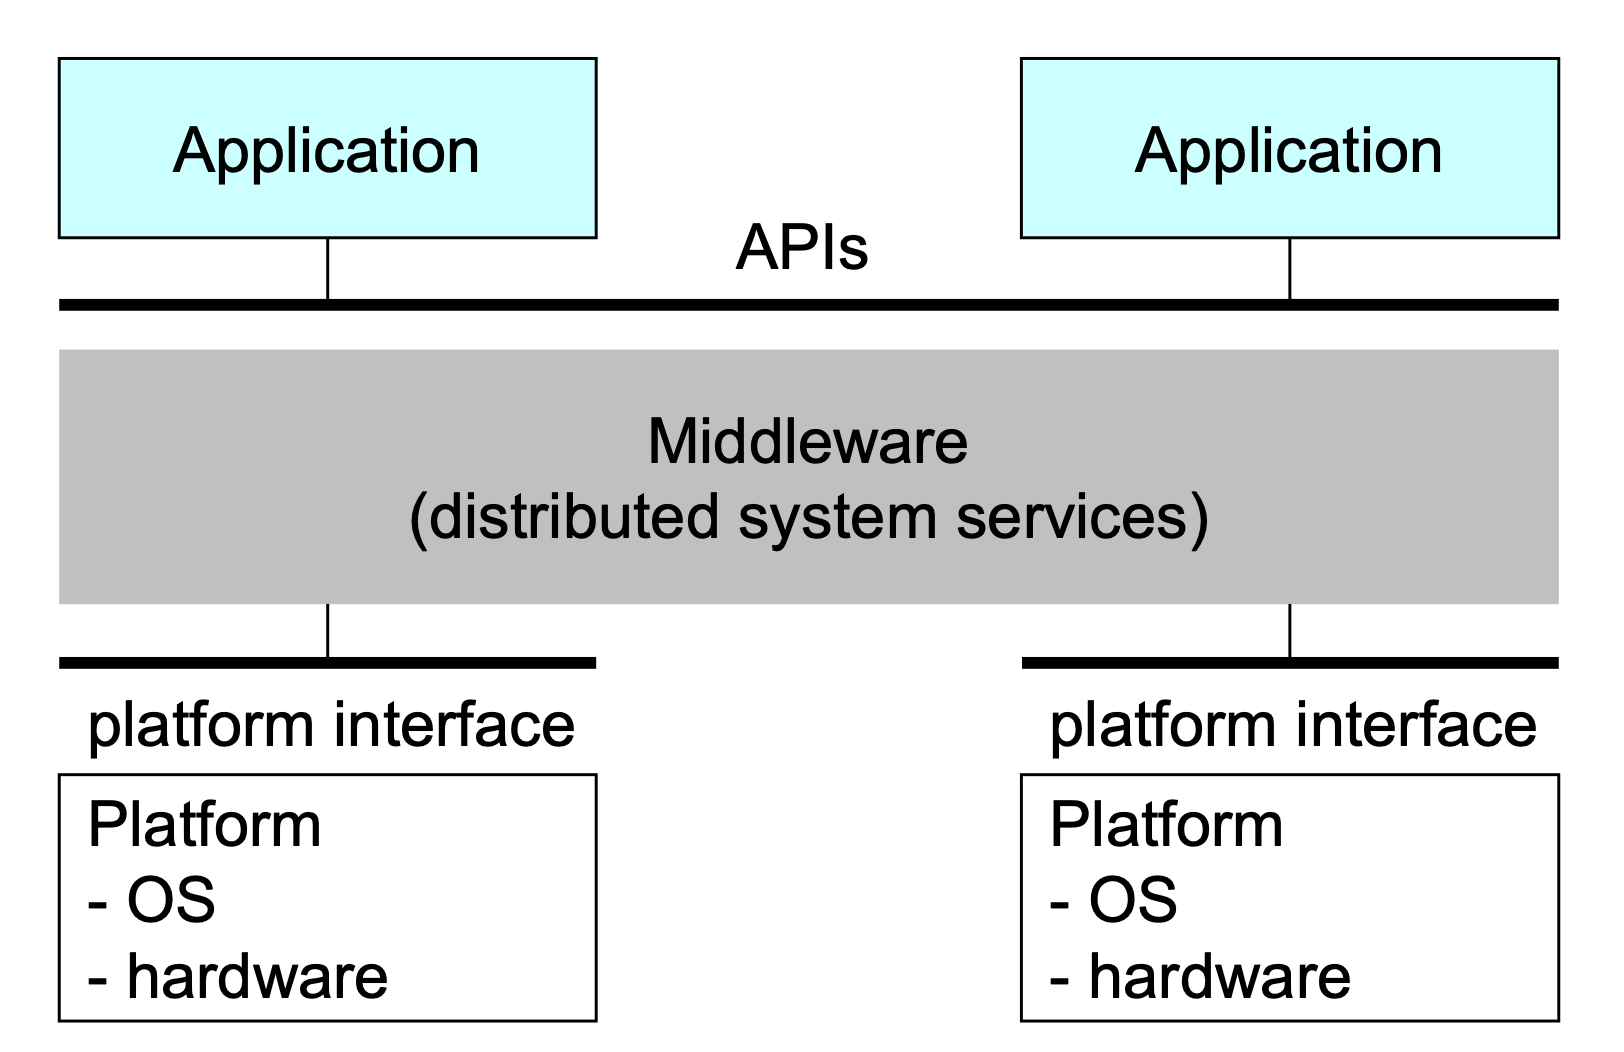 Application
Application
APIs
Middleware
(distributed system services)
platform interface
platform interface
Platform
- OS
- hardware
Platform
- OS
- hardware